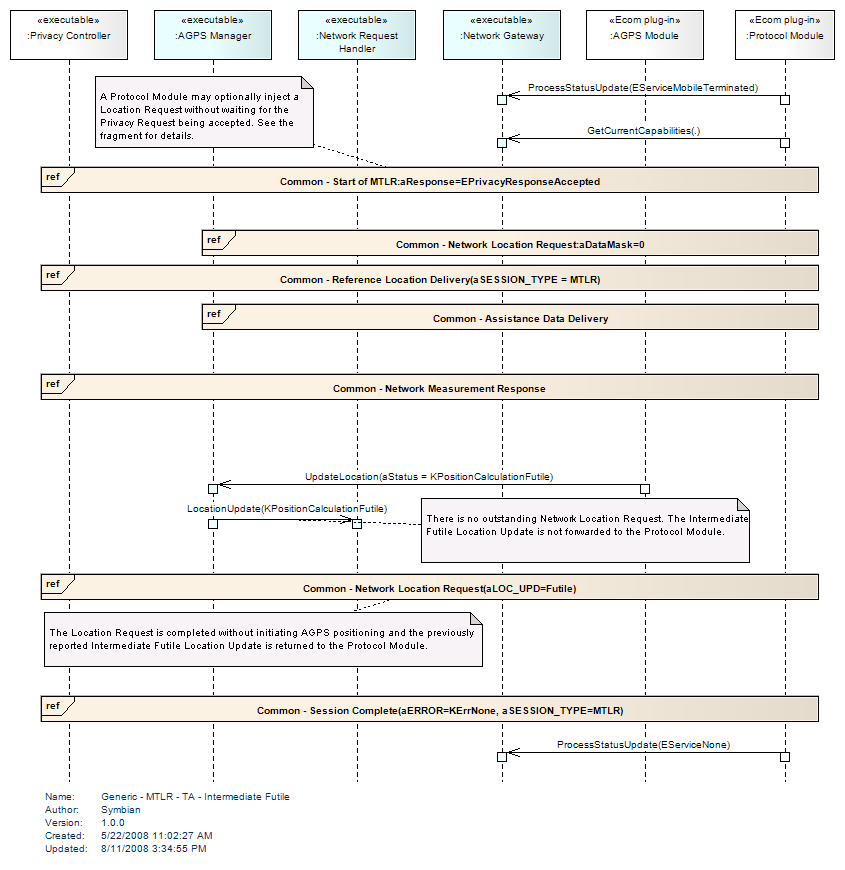 «executable»
:Privacy Controller
«executable»
:AGPS Manager
«executable»
:Network Request
Handler
«executable»
:Network Gateway
«Ecom plug-in»
:AGPS Module
«Ecom plug-in»
:Protocol Module
A Protocol Module may optionally inject a
Location Request without waiting for the
Privacy Request being accepted. See the
fragment for details.
ProcessStatusUpdate(EServiceMobileTerminated)
GetCurrentCapabilities(.)
ref
Common - Start of MTLR:aResponse=EPrivacyResponseAccepted
ref
Common - Network Location Request:aDataMask=0
ref
Common - Reference Location Delivery(aSESSION_TYPE = MTLR)
ref
Common - Assistance Data Delivery
ref
Common - Network Measurement Response
UpdateLocation(aStatus = KPositionCalculationFutile)
LocationUpdate(KPositionCalculationFutile)
There is no outstanding Network Location Request. The Intermediate
Futile Location Update is not forwarded to the Protocol Module.
ref
Common - Network Location Request(aLOC_UPD=Futile)
The Location Request is completed without initiating AGPS positioning and the previously
reported Intermediate Futile Location Update is returned to the Protocol Module.
ref
Common - Session Complete(aERROR=KErrNone, aSESSION_TYPE=MTLR)
ProcessStatusUpdate(EServiceNone)
Name: Generic - MTLR - TA - Intermediate Futile
Author: Symbian
Version: 1.0.0
Created: 5/22/2008 11:02:27 AM
Updated: 8/11/2008 3:34:55 PM